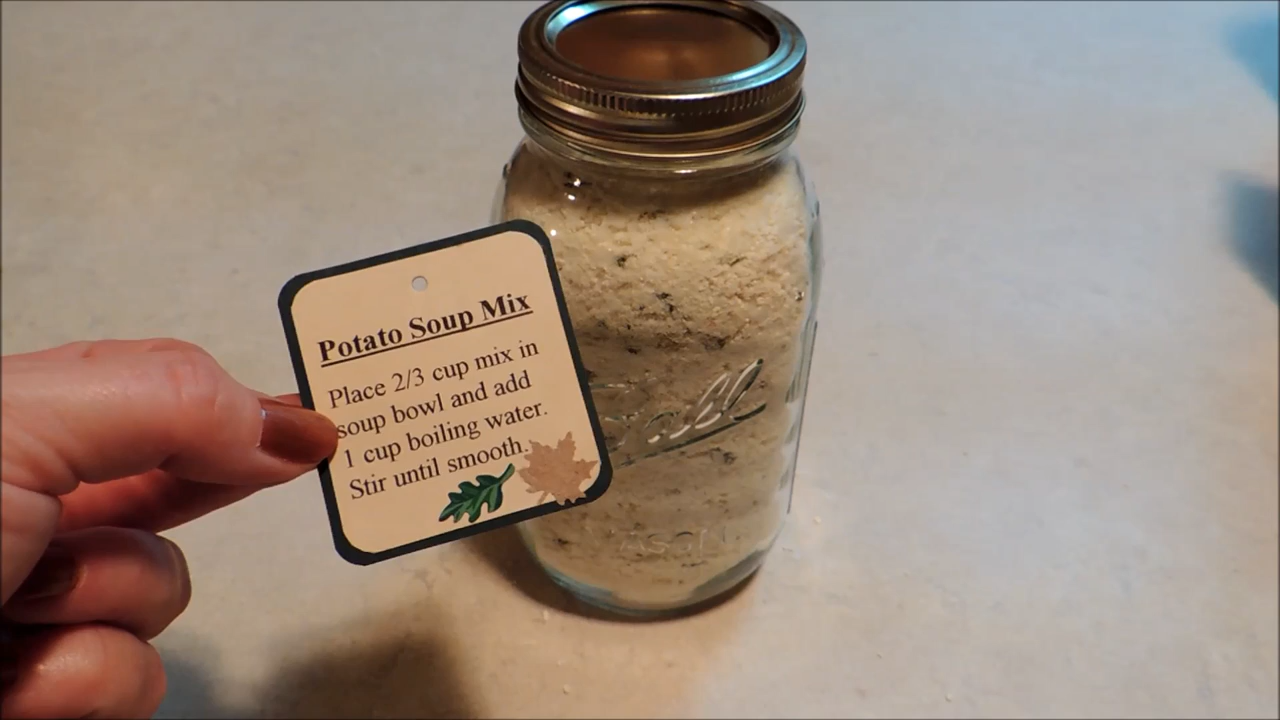 Potato Soup Mix
Place 2/3 cup mix in
soup bowl and add
1 cup boiling water.
Stir until smooth.
MASON